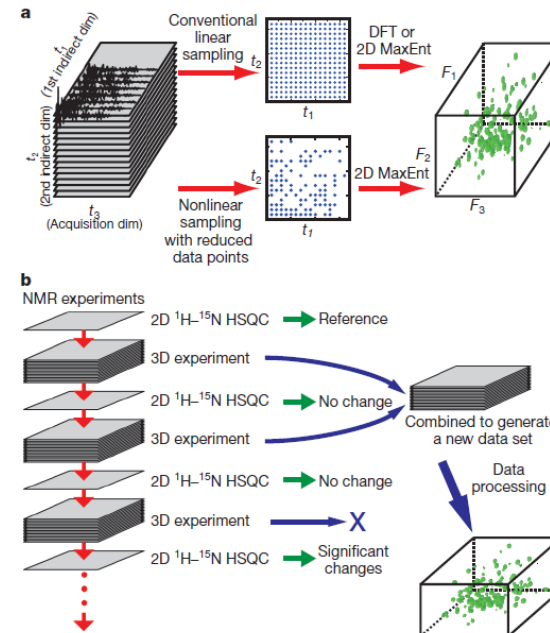 a
t1
(1st indirect dim)
t2
(2nd indirect dim)
t3
(Acquisition dim)
Conventional
linear
sampling
t2
t1
DFT or
2D MaxEnt
Nonlinear
sampling
with reduced
data points
t2
t1
2D MaxEnt
F1
F2
F3
b
NMR experiments
2D ¹H–¹⁵N HSQC
Reference
3D experiment
2D ¹H–¹⁵N HSQC
No change
3D experiment
2D ¹H–¹⁵N HSQC
No change
3D experiment
X
2D ¹H–¹⁵N HSQC
Significant
changes
Combined to generate
a new data set
Data
processing